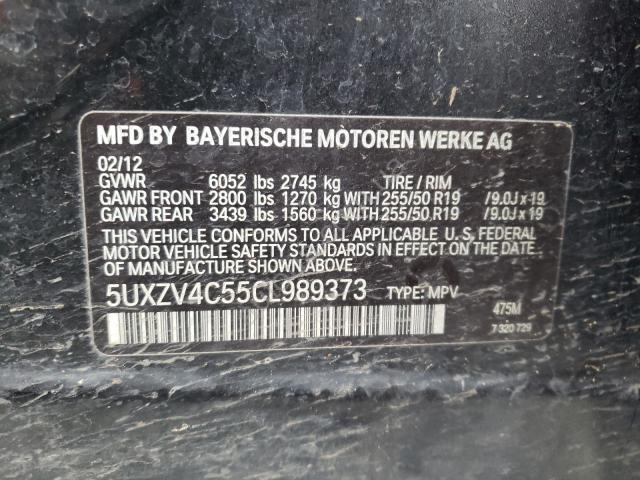 MFD BY BAYERISCHE MOTOREN WERKE AG
02/12
GVWR 6052 lbs 2745 kg TIRE / RIM
GAWR FRONT 2800 lbs 1270 kg WITH 255/50 R19 /9.0J x 19
GAWR REAR 3439 lbs 1560 kg WITH 255/50 R19 /9.0J x 19
THIS VEHICLE CONFORMS TO ALL APPLICABLE U. S. FEDERAL
MOTOR VEHICLE SAFETY STANDARDS IN EFFECT ON THE DATE
OF MANUFACTURE SHOWN ABOVE.
5UXZV4C55CL989373 TYPE: MPV
475M
7 320 729